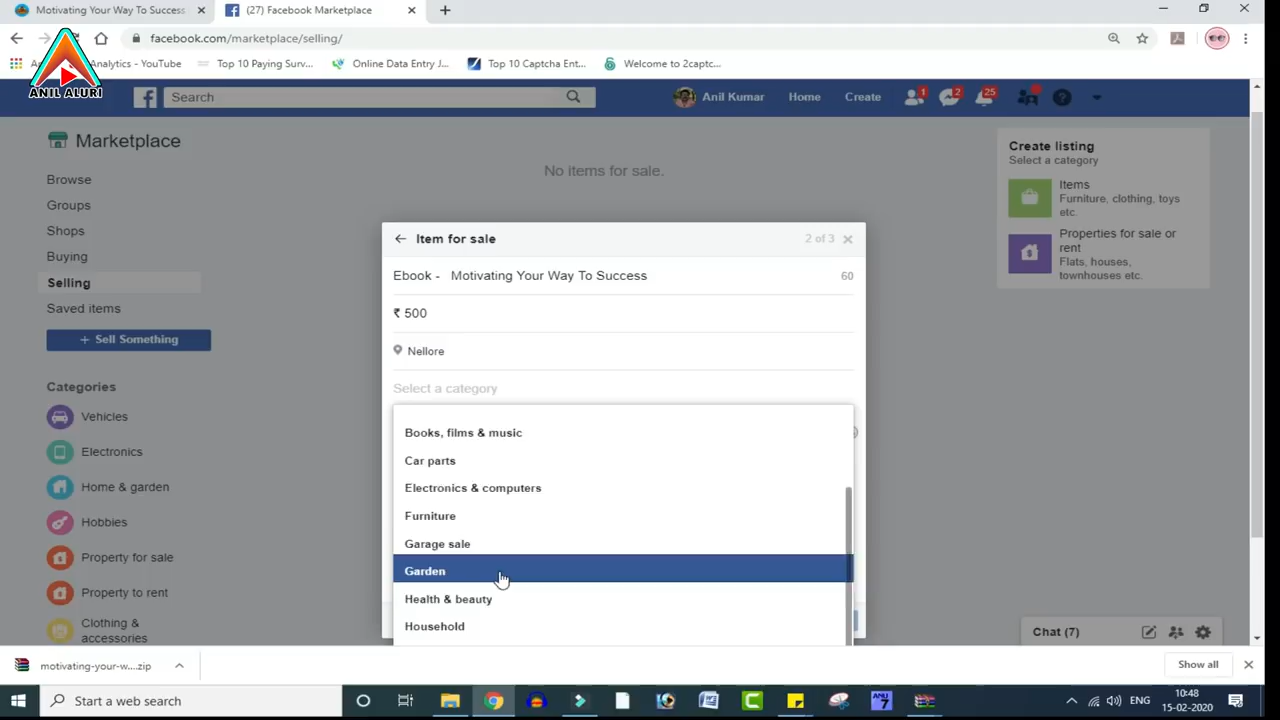 Motivating Your Way To Success
(27) Facebook Marketplace
facebook.com/marketplace/selling/
Analytics - YouTube
Top 10 Paying Surv...
Online Data Entry J...
Top 10 Captcha Ent...
Welcome to 2captc...
ANIL ALURI
Search
Anil Kumar
Home
Create
1
2
25
Marketplace
Browse
Groups
Shops
Buying
Selling
Saved items
+ Sell Something
Categories
Vehicles
Electronics
Home & garden
Hobbies
Property for sale
Property to rent
Clothing &
accessories
No items for sale.
Item for sale
2 of 3
Ebook - Motivating Your Way To Success
60
₹ 500
Nellore
Select a category
Books, films & music
Car parts
Electronics & computers
Furniture
Garage sale
Garden
Health & beauty
Household
Create listing
Select a category
Items
Furniture, clothing, toys
etc.
Properties for sale or
rent
Flats, houses,
townhouses etc.
Chat (7)
motivating-your-w....zip
Show all
Start a web search
ENG
10:48
15-02-2020